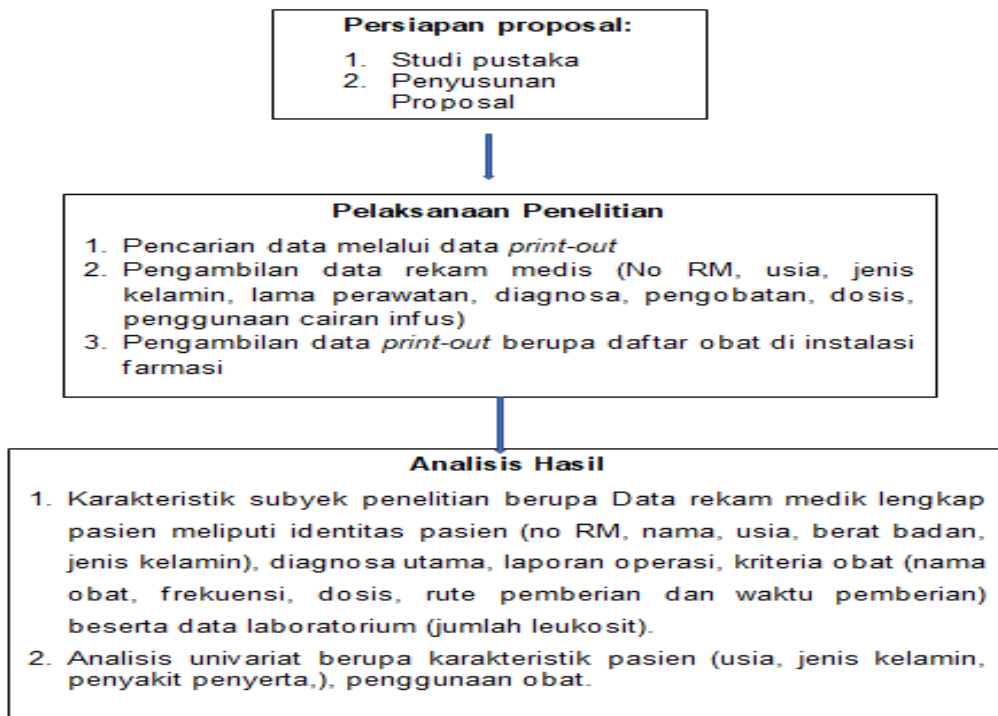 Persiapan proposal:
1. Studi pustaka
2. Penyusunan
Proposal
Pelaksanaan Penelitian
1. Pencarian data melalui data print-out
2. Pengambilan data rekam medis (No RM, usia, jenis
kelamin, lama perawatan, diagnosa, pengobatan, dosis,
penggunaan cairan infus)
3. Pengambilan data print-out berupa daftar obat di instalasi
farmasi
Analisis Hasil
1. Karakteristik subyek penelitian berupa Data rekam medik lengkap
pasien meliputi identitas pasien (no RM, nama, usia, berat badan,
jenis kelamin), diagnosa utama, laporan operasi, kriteria obat (nama
obat, frekuensi, dosis, rute pemberian dan waktu pemberian)
beserta data laboratorium (jumlah leukosit).
2. Analisis univariat berupa karakteristik pasien (usia, jenis kelamin,
penyakit penyerta,), penggunaan obat.